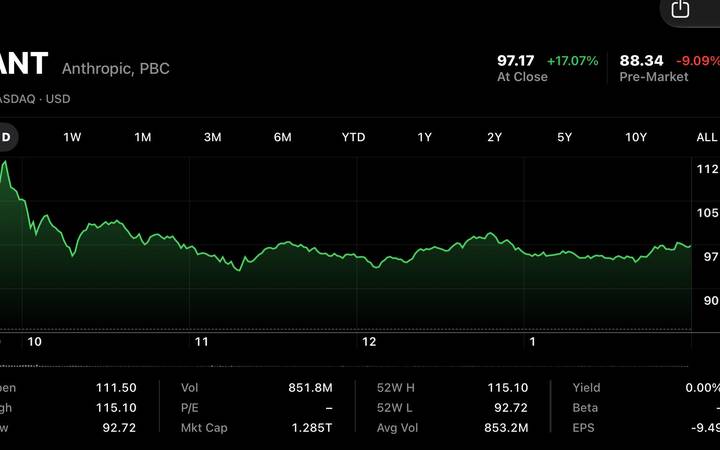 ANT Anthropic, PBC
97.17 +17.07% 88.34 -9.09%
At Close Pre-Market
ASDAQ · USD
D 1W 1M 3M 6M YTD 1Y 2Y 5Y 10Y ALL
112
105
97
90
10 11 12 1
pen 111.50 Vol 851.8M 52W H 115.10 Yield 0.00%
gh 115.10 P/E – 52W L 92.72 Beta -
w 92.72 Mkt Cap 1.285T Avg Vol 853.2M EPS -9.49